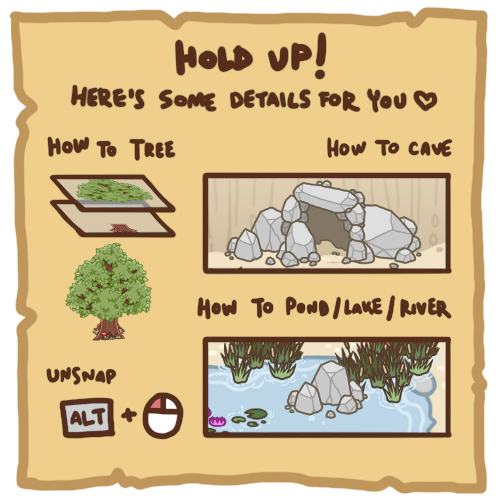 HOLD UP!
HERE'S SOME DETAILS FOR YOU ♡
HOW TO TREE
HOW TO CAVE
HOW TO POND/LAKE/RIVER
UNSNAP
ALT +